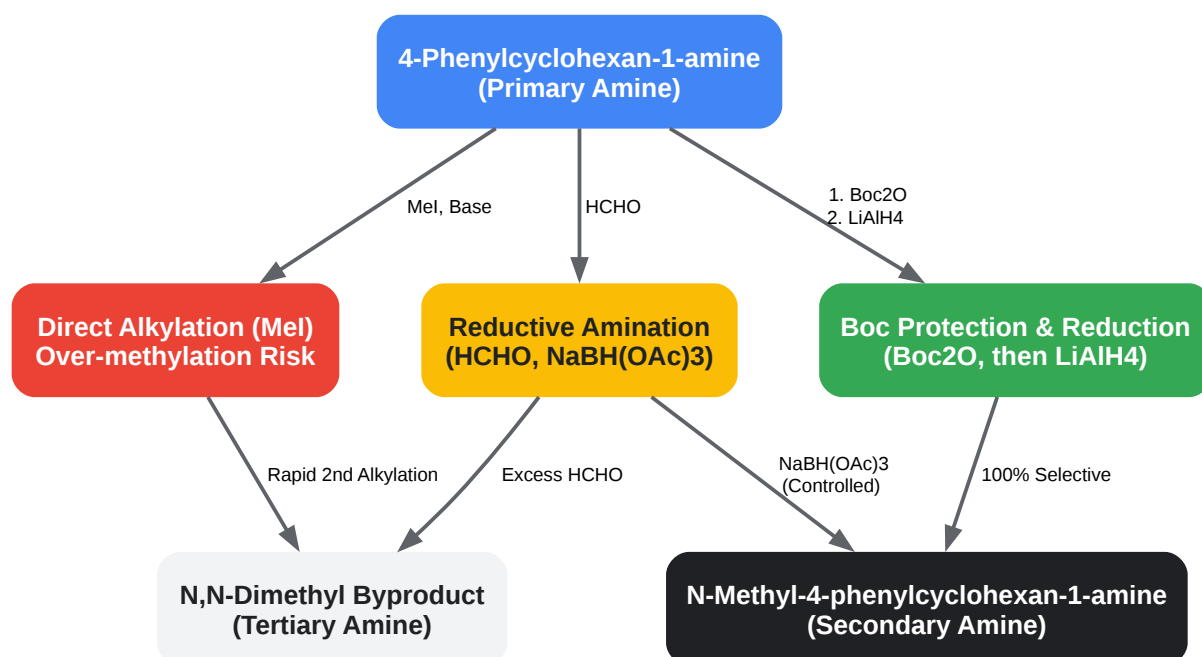 4-Phenylcyclohexan-1-amine
(Primary Amine)
MeI, Base
HCHO
1. Boc2O
2. LiAlH4
Direct Alkylation (MeI)
Over-methylation Risk
Reductive Amination
(HCHO, NaBH(OAc)3)
Boc Protection & Reduction
(Boc2O, then LiAlH4)
Rapid 2nd Alkylation
Excess HCHO
NaBH(OAc)3
(Controlled)
100% Selective
N,N-Dimethyl Byproduct
(Tertiary Amine)
N-Methyl-4-phenylcyclohexan-1-amine
(Secondary Amine)